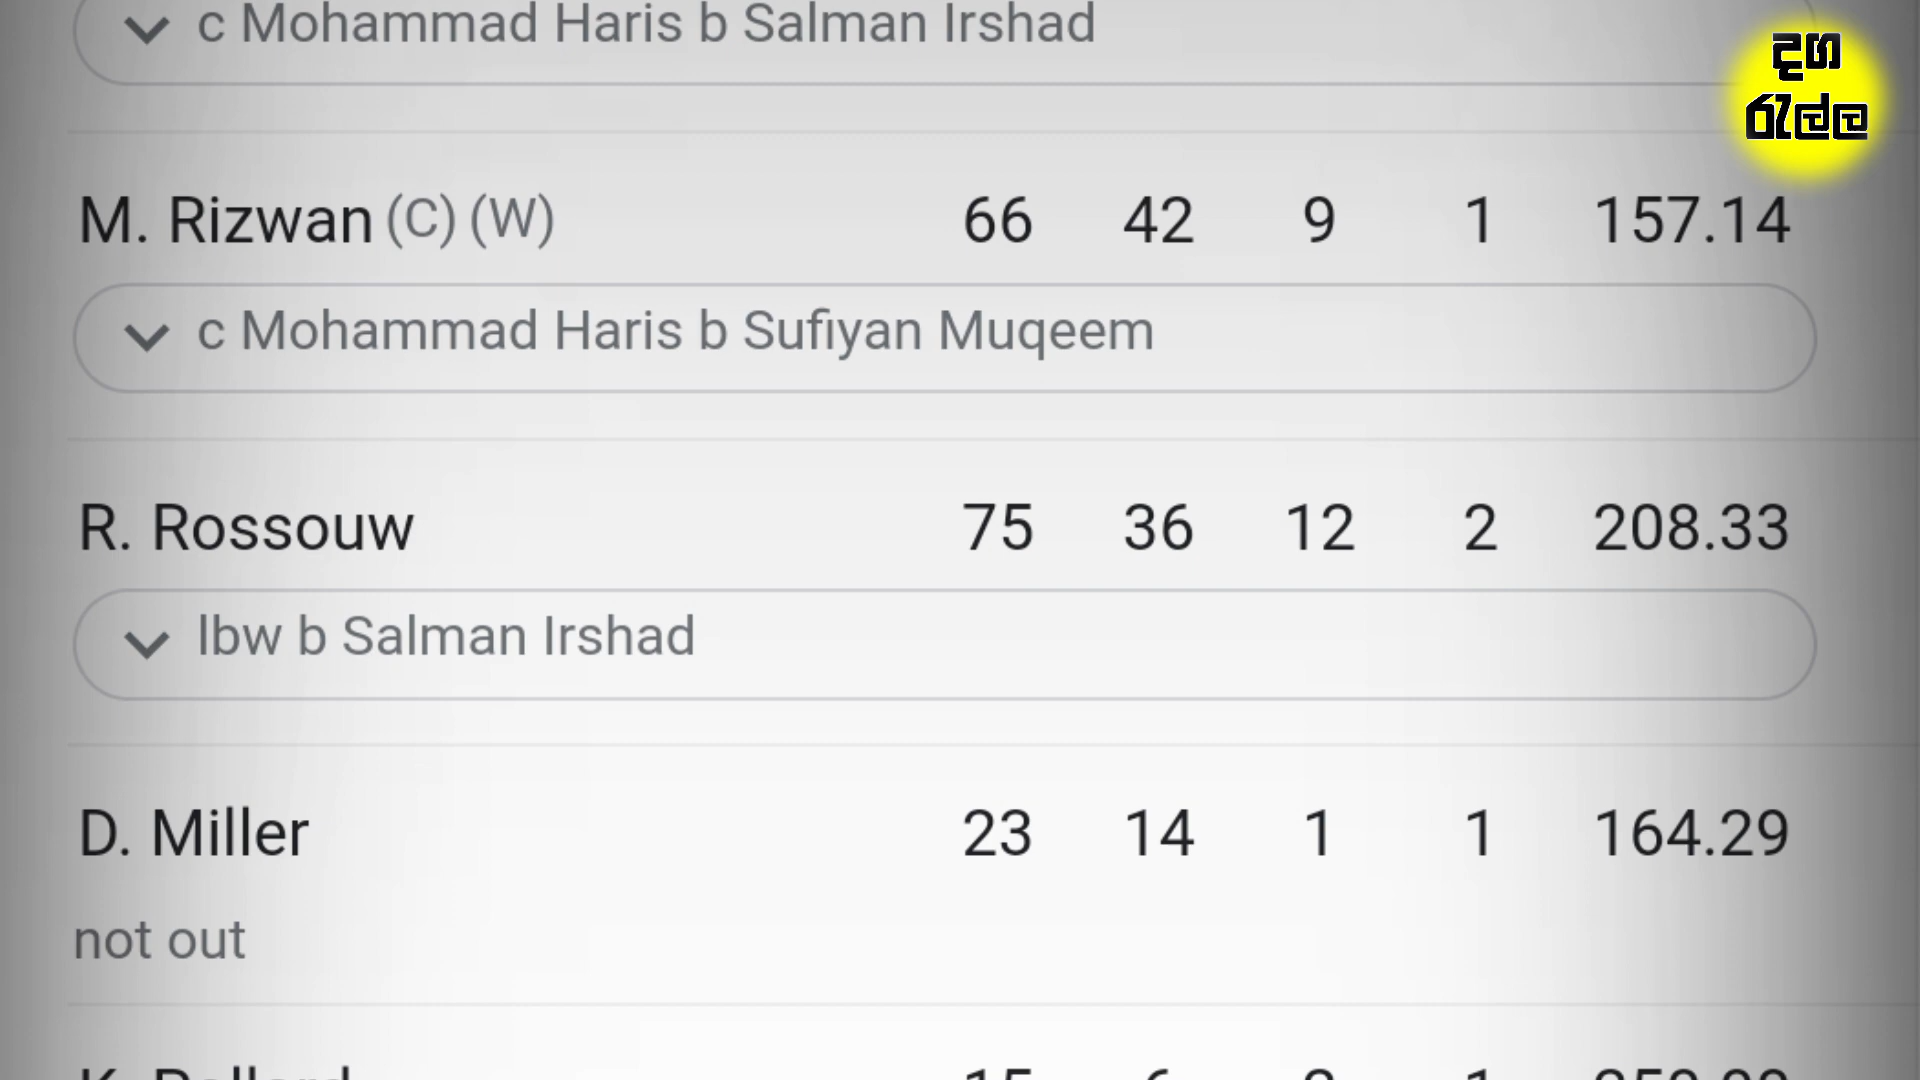 c Mohammad Haris b Salman Irshad
දඟ
රැල්ල
M. Rizwan (C) (W) 66 42 9 1 157.14
c Mohammad Haris b Sufiyan Muqeem
R. Rossouw 75 36 12 2 208.33
lbw b Salman Irshad
D. Miller 23 14 1 1 164.29
not out